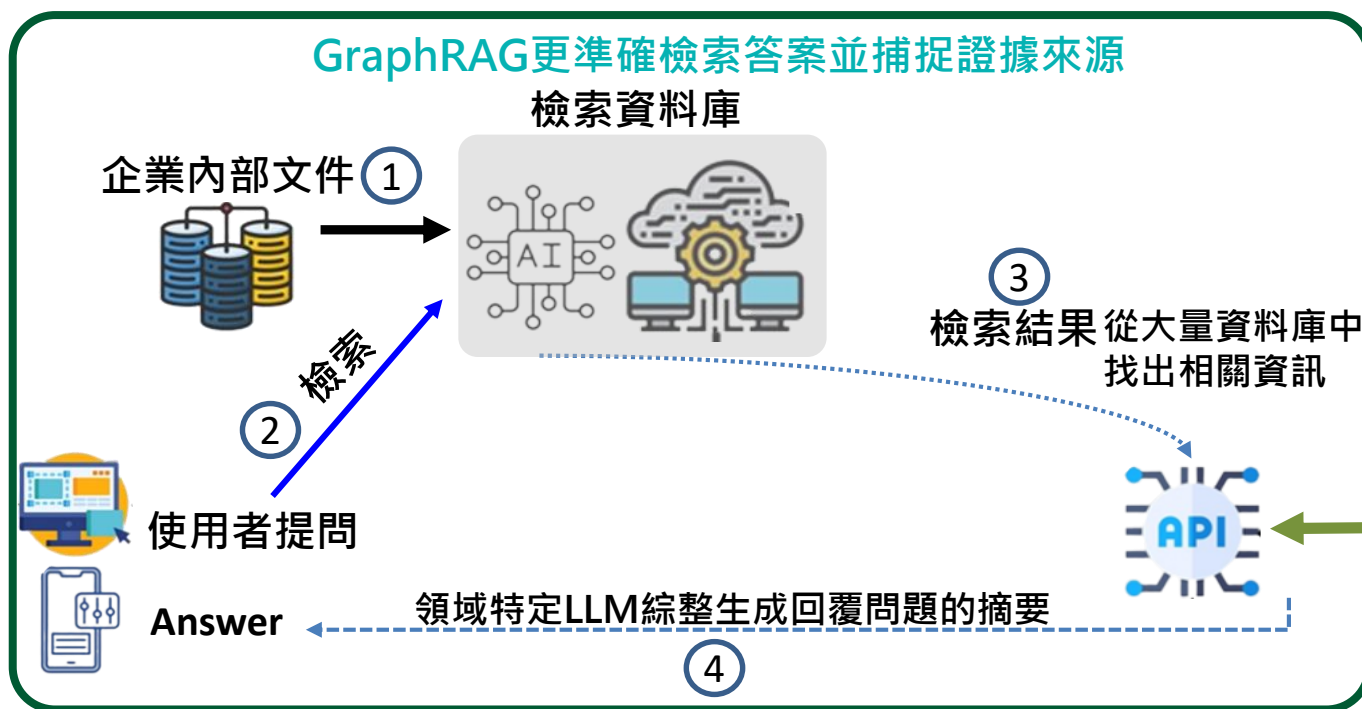 GraphRAG更準確檢索答案並捕捉證據來源
檢索資料庫
企業內部文件 1
AI
3
檢索結果 從大量資料庫中
找出相關資訊
2 檢索
使用者提問
API
Answer
領域特定LLM綜整生成回覆問題的摘要
4